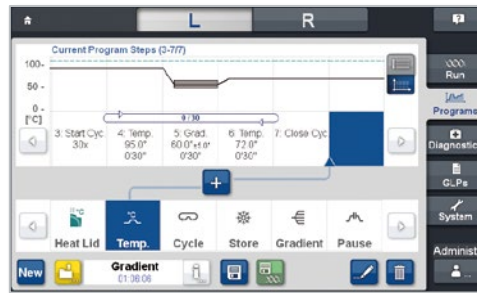 L
R
Current Program Steps (3-7/7)
100-
50 -
0 -
[°C]
0 / 30
3: Start Cyc
30x
4: Temp.
95.0°
0'30"
5: Grad.
60.0°±1.0°
0'30"
6: Temp.
72.0°
0'30"
7: Close Cyc
Heat Lid
Temp.
Cycle
Store
Gradient
Pause
New
Gradient
01:08:06
Run
Programs
Diagnostic
GLPs
System
Administ